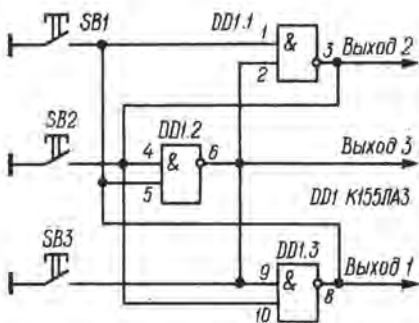 SB1
DD1.1
1
&
3
Выход 2
2
SB2
DD1.2
4
&
6
Выход 3
5
DD1 К155ЛА3
SB3
DD1.3
9
&
Выход 1
8
10